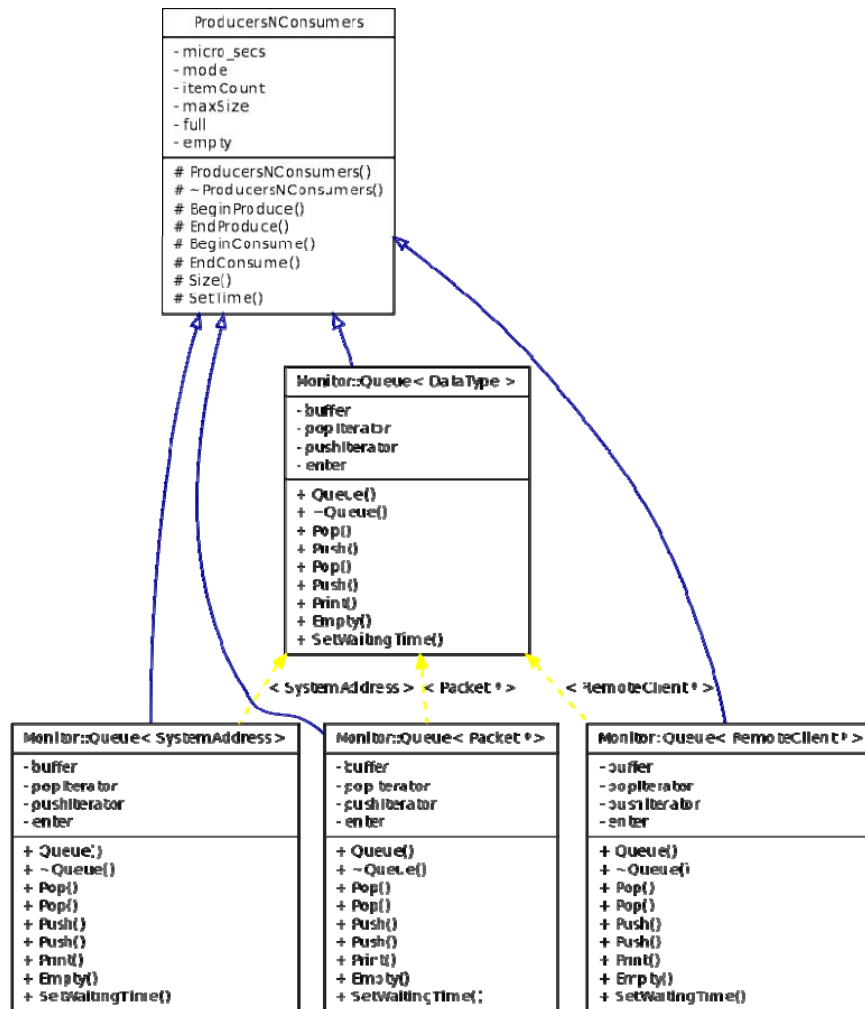 ProducersNConsumers
- micro_secs
- mode
- itemCount
- maxSize
- full
- empty
# ProducersNConsumers()
# ~ProducersNConsumers()
# BeginProduce()
# EndProduce()
# BeginConsume()
# EndConsume()
# Size()
# SetTime()
Monitor::Queue< DataType >
- buffer
- popIterator
- pushIterator
- enter
+ Queue()
+ ~Queue()
+ Pop()
+ Push()
+ Pop()
+ Push()
+ Print()
+ Empty()
+ SetWaitingTime()
< SystemAddress >
< Packet * >
< RemoteClient * >
Monitor::Queue< SystemAddress >
- buffer
- popIterator
- pushIterator
- enter
+ Queue()
+ ~Queue()
+ Pop()
+ Pop()
+ Push()
+ Push()
+ Print()
+ Empty()
+ SetWaitingTime()
Monitor::Queue< Packet * >
- buffer
- popIterator
- pushIterator
- enter
+ Queue()
+ ~Queue()
+ Pop()
+ Pop()
+ Push()
+ Push()
+ Print()
+ Empty()
+ SetWaitingTime()
Monitor::Queue< RemoteClient * >
- buffer
- popIterator
- pushIterator
- enter
+ Queue()
+ ~Queue()
+ Pop()
+ Pop()
+ Push()
+ Push()
+ Print()
+ Empty()
+ SetWaitingTime()